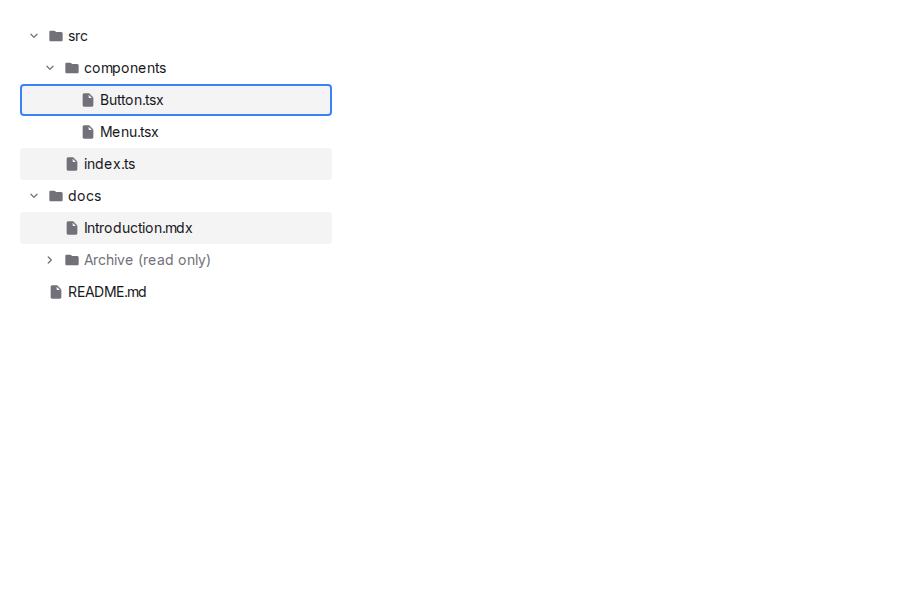 src
components
Button.tsx
Menu.tsx
index.ts
docs
Introduction.mdx
Archive (read only)
README.md